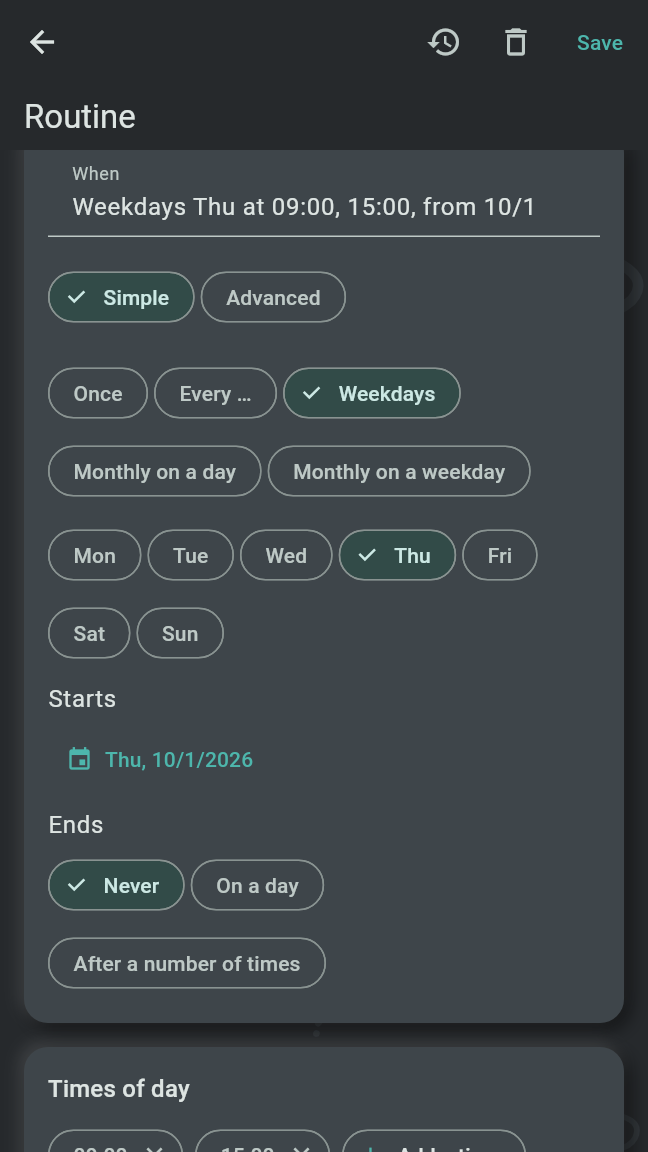 Save
Routine
When
Weekdays Thu at 09:00, 15:00, from 10/1
Simple Advanced
Once Every ... Weekdays
Monthly on a day Monthly on a weekday
Mon Tue Wed Thu Fri
Sat Sun
Starts
Thu, 10/1/2026
Ends
Never On a day
After a number of times
Times of day